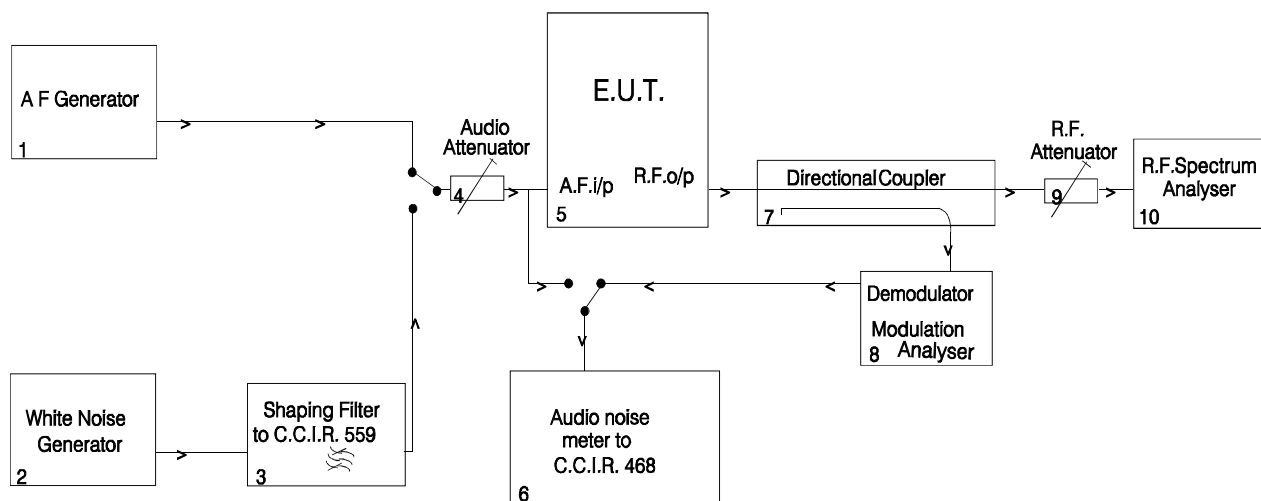 A F Generator
1
Audio
Attenuator
4
E.U.T.
A.F.i/p
R.F.o/p
5
Directional Coupler
7
R.F.
Attenuator
9
R.F.Spectrum
Analyser
10
Demodulator
Modulation
8 Analyser
White Noise
Generator
2
Shaping Filter
to C.C.I.R. 559
3
Audio noise
meter to
C.C.I.R. 468
6